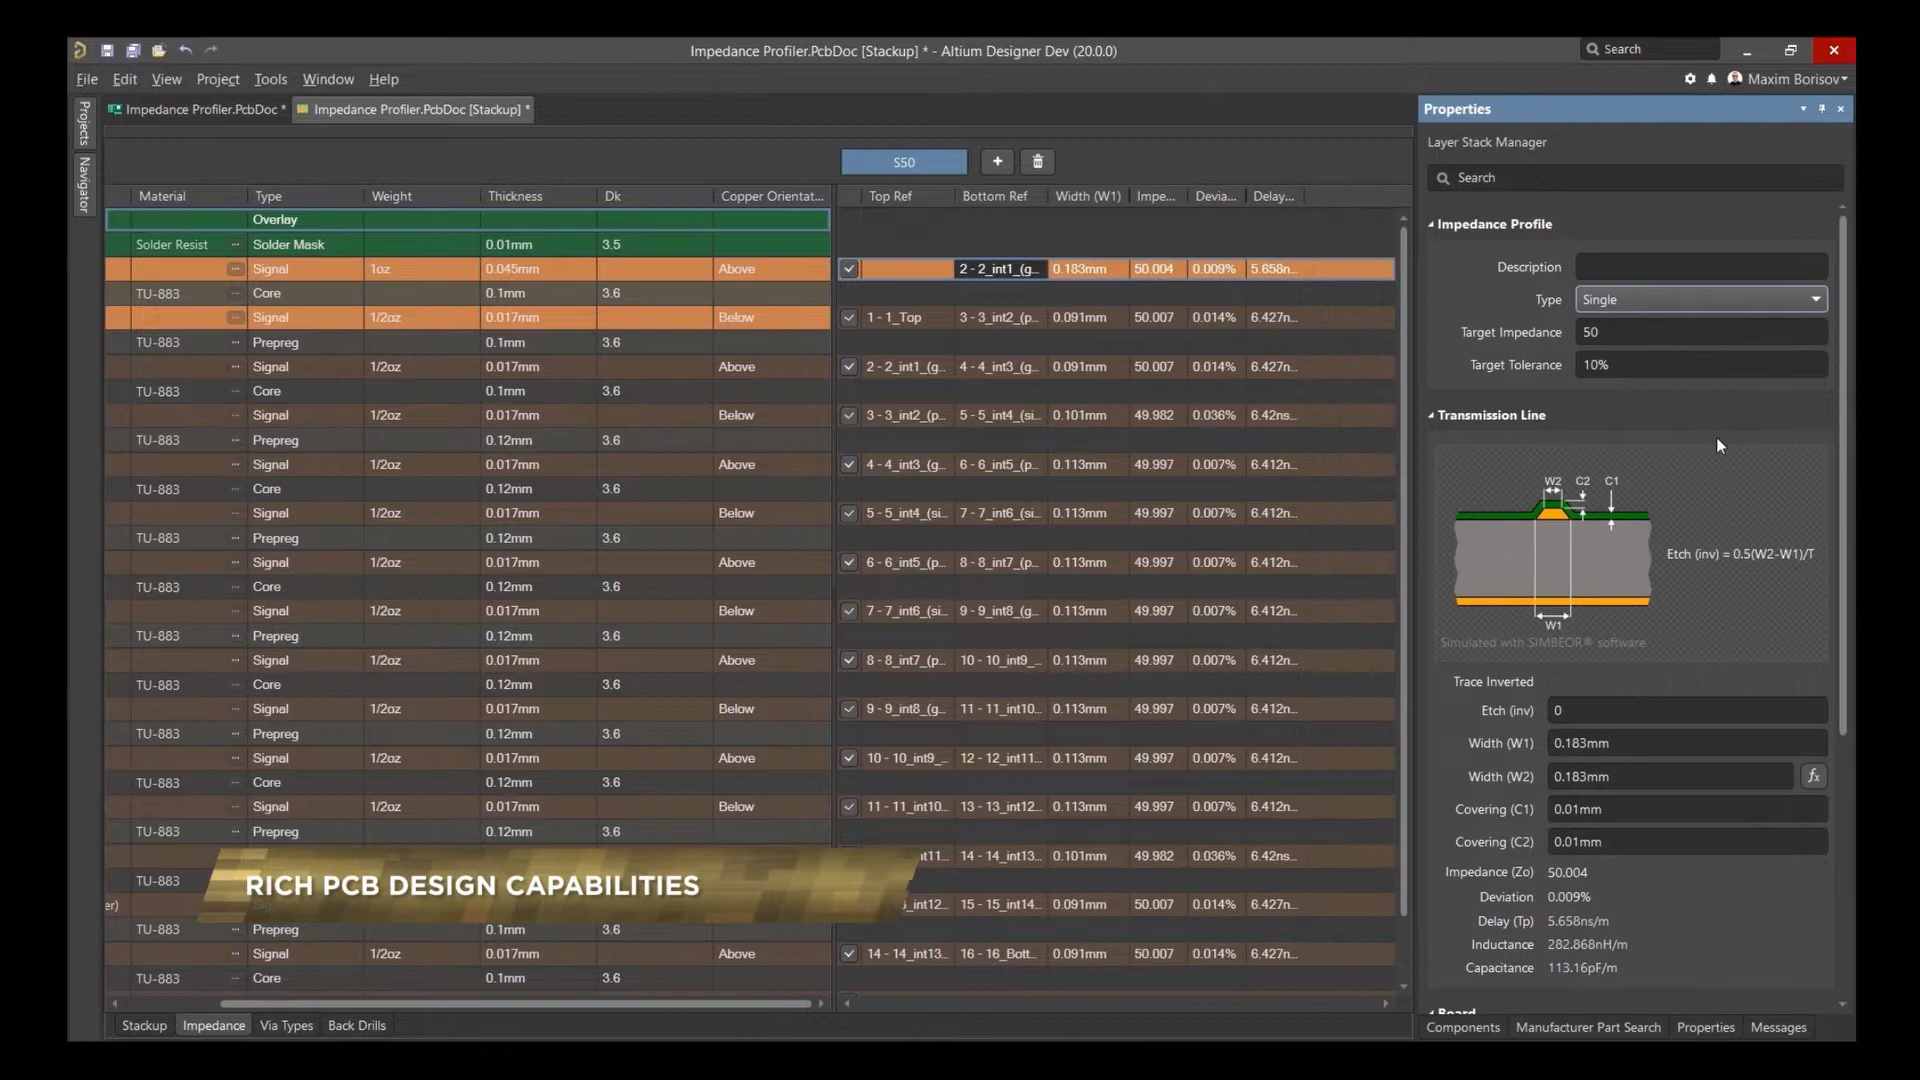 Impedance Profiler.PcbDoc [Stackup] * - Altium Designer Dev (20.0.0)
Search
File Edit View Project Tools Window Help
Maxim Borisov
Projects
Navigator
Impedance Profiler.PcbDoc *
Impedance Profiler.PcbDoc [Stackup] *
S50 +
Material Type Weight Thickness Dk Copper Orientat... Top Ref Bottom Ref Width (W1) Impe... Devia... Delay...
Overlay
Solder Resist ... Solder Mask 0.01mm 3.5
... Signal 1oz 0.045mm Above 2 - 2_int1_(g... 0.183mm 50.004 0.009% 5.658n...
TU-883 ... Core 0.1mm 3.6
... Signal 1/2oz 0.017mm Below 1 - 1_Top 3 - 3_int2_(p... 0.091mm 50.007 0.014% 6.427n...
TU-883 ... Prepreg 0.1mm 3.6
... Signal 1/2oz 0.017mm Above 2 - 2_int1_(g... 4 - 4_int3_(g... 0.091mm 50.007 0.014% 6.427n...
TU-883 ... Core 0.1mm 3.6
... Signal 1/2oz 0.017mm Below 3 - 3_int2_(p... 5 - 5_int4_(si... 0.101mm 49.982 0.036% 6.42ns...
TU-883 ... Prepreg 0.12mm 3.6
... Signal 1/2oz 0.017mm Above 4 - 4_int3_(g... 6 - 6_int5_(p... 0.113mm 49.997 0.007% 6.412n...
TU-883 ... Core 0.12mm 3.6
... Signal 1/2oz 0.017mm Below 5 - 5_int4_(si... 7 - 7_int6_(si... 0.113mm 49.997 0.007% 6.412n...
TU-883 ... Prepreg 0.12mm 3.6
... Signal 1/2oz 0.017mm Above 6 - 6_int5_(p... 8 - 8_int7_(p... 0.113mm 49.997 0.007% 6.412n...
TU-883 ... Core 0.12mm 3.6
... Signal 1/2oz 0.017mm Below 7 - 7_int6_(si... 9 - 9_int8_(g... 0.113mm 49.997 0.007% 6.412n...
TU-883 ... Prepreg 0.12mm 3.6
... Signal 1/2oz 0.017mm Above 8 - 8_int7_(p... 10 - 10_int9_... 0.113mm 49.997 0.007% 6.412n...
TU-883 ... Core 0.12mm 3.6
... Signal 1/2oz 0.017mm Below 9 - 9_int8_(g... 11 - 11_int10... 0.113mm 49.997 0.007% 6.412n...
TU-883 ... Prepreg 0.12mm 3.6
... Signal 1/2oz 0.017mm Above 10 - 10_int9_... 12 - 12_int11... 0.113mm 49.997 0.007% 6.412n...
TU-883 ... Core 0.12mm 3.6
... Signal 1/2oz 0.017mm Below 11 - 11_int10... 13 - 13_int12... 0.113mm 49.997 0.007% 6.412n...
TU-883 ... Prepreg 0.12mm 3.6
nt11... 14 - 14_int13... 0.101mm 49.982 0.036% 6.42ns...
TU-883
RICH PCB DESIGN CAPABILITIES
er) _int12... 15 - 15_int14... 0.091mm 50.007 0.014% 6.427n...
TU-883 ... Prepreg 0.1mm 3.6
... Signal 1/2oz 0.017mm Above 14 - 14_int13... 16 - 16_Bott... 0.091mm 50.007 0.014% 6.427n...
TU-883 ... Core 0.1mm 3.6
Stackup Impedance Via Types Back Drills
Properties
Layer Stack Manager
Search
Impedance Profile
Description
Type Single
Target Impedance 50
Target Tolerance 10%
Transmission Line
W2 C2 C1
Etch (inv) = 0.5(W2-W1)/T
W1
Simulated with SIMBEOR® software
Trace Inverted
Etch (inv) 0
Width (W1) 0.183mm
Width (W2) 0.183mm fx
Covering (C1) 0.01mm
Covering (C2) 0.01mm
Impedance (Zo) 50.004
Deviation 0.009%
Delay (Tp) 5.658ns/m
Inductance 282.868nH/m
Capacitance 113.16pF/m
Board
Components Manufacturer Part Search Properties Messages